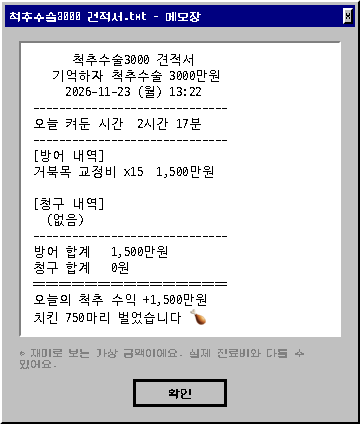 척추수술3000 견적서.txt - 메모장
척추수술3000 견적서
기억하자 척추수술 3000만원
2026-11-23 (월) 13:22
----------------------------
오늘 켜둔 시간  2시간 17분
----------------------------
[방어 내역]
거북목 교정비 x15  1,500만원

[청구 내역]
(없음)
----------------------------
방어 합계   1,500만원
청구 합계   0원
============================
오늘의 척추 수익 +1,500만원
치킨 750마리 벌었습니다 🍗
* 재미로 보는 가상 금액이에요. 실제 진료비와 다를 수
있어요.
확인